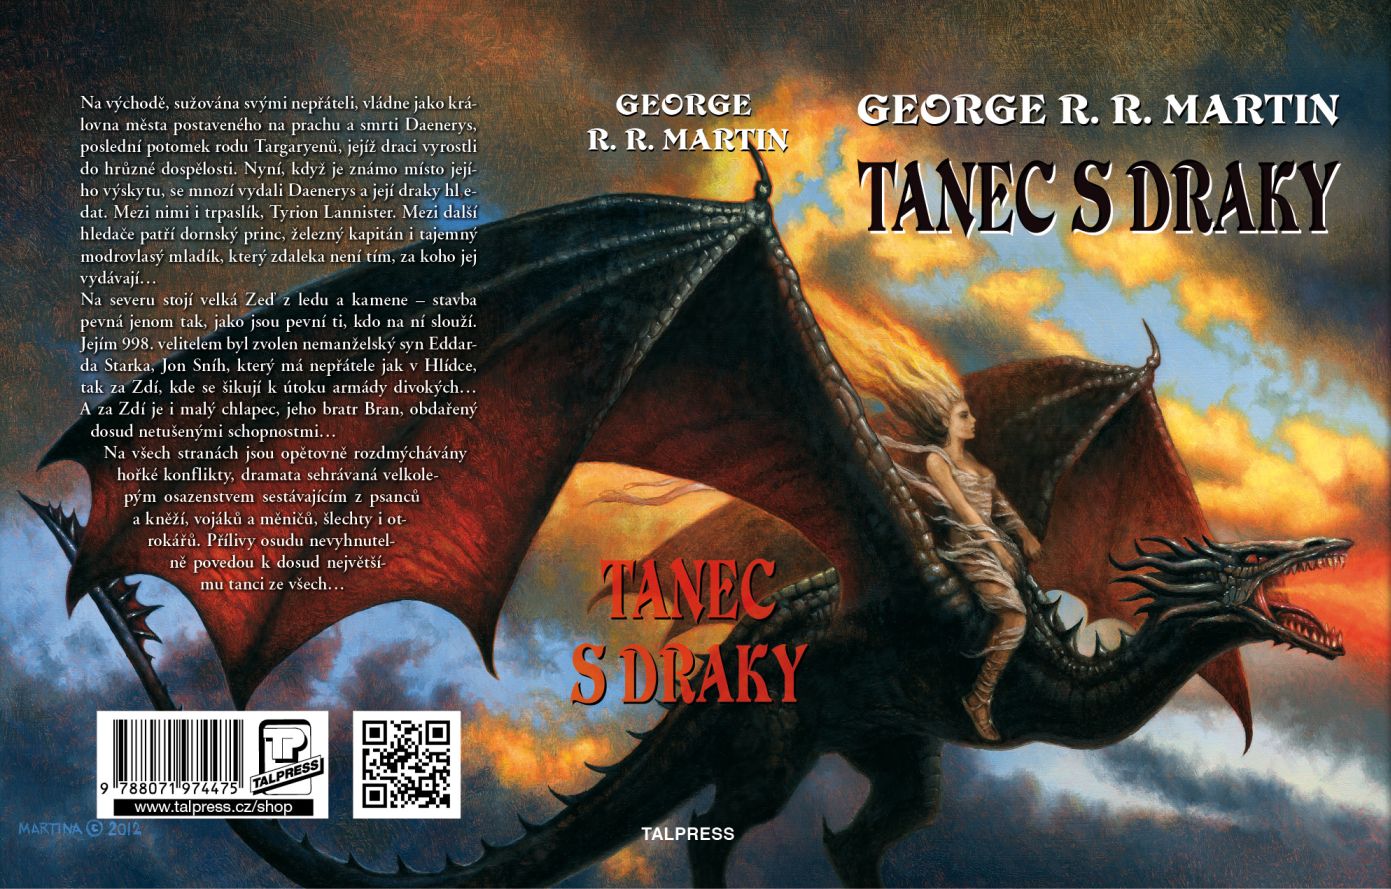 Na východě, sužována svými nepřáteli, vládne jako krá-
lovna města postaveného na prachu a smrti Daenerys,
poslední potomek rodu Targaryenů, jejíž draci vyrostli
do hrůzné dospělosti. Nyní, když je známo místo její-
ho výskytu, se mnozí vydali Daenerys a její draky hl e-
dat. Mezi nimi i trpaslík, Tyrion Lannister. Mezi další
hledače patří dornský princ, železný kapitán i tajemný
modrovlasý mladík, který zdaleka není tím, za koho jej
vydávají…
Na severu stojí velká Zeď z ledu a kamene – stavba
pevná jenom tak, jako jsou pevní ti, kdo na ní slouží.
Jejím 998. velitelem byl zvolen nemanželský syn Eddar-
da Starka, Jon Sníh, který má nepřátele jak v Hlídce,
tak za Zdí, kde se šikují k útoku armády divokých…
A za Zdí je i malý chlapec, jeho bratr Bran, obdařený
dosud netušenými schopnostmi…
Na všech stranách jsou opětovně rozdmýchávány
hořké konflikty, dramata sehrávaná velkole-
pým osazenstvem sestávajícím z psanců
a kněží, vojáků a měničů, šlechty i ot-
rokářů. Přílivy osudu nevyhnutel-
ně povedou k dosud největší-
mu tanci ze všech…
9 788071 974475
TP
TALPRESS
www.talpress.cz/shop
MARTINA © 2012
GEORGE
R. R. MARTIN
TANEC
S DRAKY
TALPRESS
GEORGE R. R. MARTIN
TANEC S DRAKY